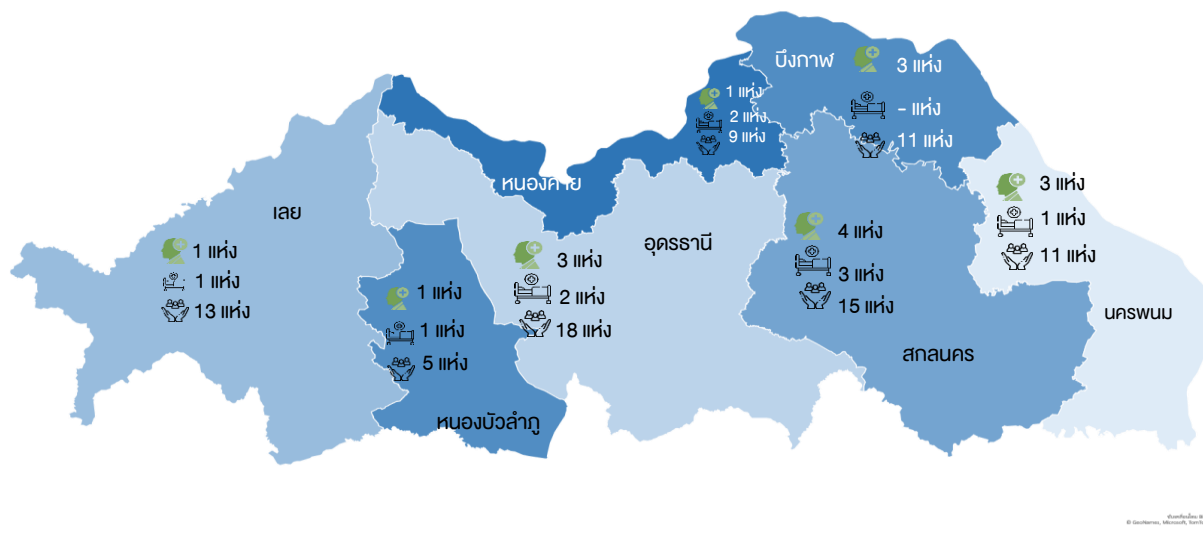 บึงกาฬ
3 แห่ง
- แห่ง
11 แห่ง
1 แห่ง
2 แห่ง
9 แห่ง
หนองคาย
3 แห่ง
1 แห่ง
11 แห่ง
นครพนม
เลย
1 แห่ง
1 แห่ง
13 แห่ง
อุดรธานี
3 แห่ง
2 แห่ง
18 แห่ง
4 แห่ง
3 แห่ง
15 แห่ง
สกลนคร
1 แห่ง
1 แห่ง
5 แห่ง
หนองบัวลำภู
© GeoNames, Microsoft, TomTo